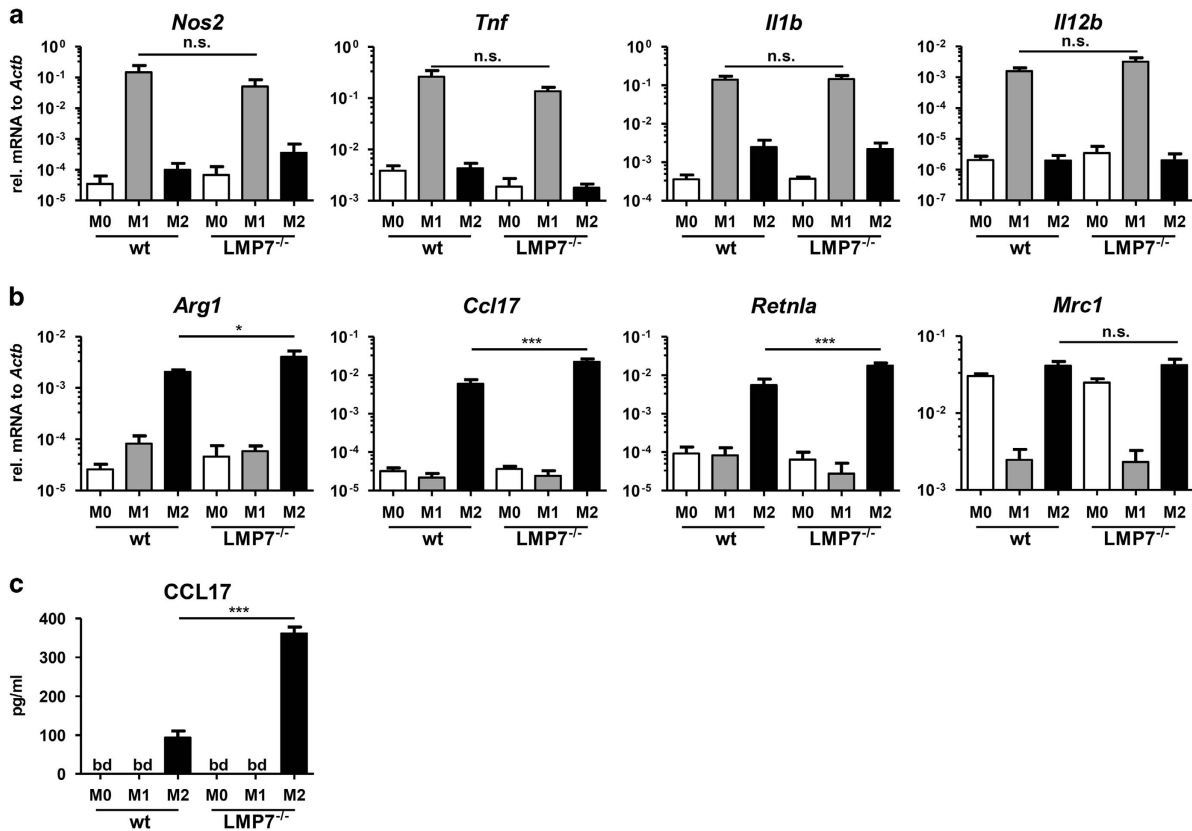 a
Nos2 Tnf Il1b Il12b
rel. mRNA to Actb
10⁰ 10⁻¹ 10⁻² 10⁻³ 10⁻⁴ 10⁻⁵
n.s.
M0 M1 M2 M0 M1 M2
wt LMP7⁻/⁻
10⁰ 10⁻¹ 10⁻² 10⁻³
n.s.
M0 M1 M2 M0 M1 M2
wt LMP7⁻/⁻
10⁰ 10⁻¹ 10⁻² 10⁻³ 10⁻⁴
n.s.
M0 M1 M2 M0 M1 M2
wt LMP7⁻/⁻
10⁻² 10⁻³ 10⁻⁴ 10⁻⁵ 10⁻⁶ 10⁻⁷
n.s.
M0 M1 M2 M0 M1 M2
wt LMP7⁻/⁻
b
Arg1 Ccl17 Retnla Mrc1
rel. mRNA to Actb
10⁻² 10⁻³ 10⁻⁴ 10⁻⁵
*
M0 M1 M2 M0 M1 M2
wt LMP7⁻/⁻
10⁻¹ 10⁻² 10⁻³ 10⁻⁴ 10⁻⁵
***
M0 M1 M2 M0 M1 M2
wt LMP7⁻/⁻
10⁻¹ 10⁻² 10⁻³ 10⁻⁴ 10⁻⁵
***
M0 M1 M2 M0 M1 M2
wt LMP7⁻/⁻
10⁻¹ 10⁻² 10⁻³
n.s.
M0 M1 M2 M0 M1 M2
wt LMP7⁻/⁻
c
CCL17
pg/ml
400 300 200 100 0
***
bd bd bd bd
M0 M1 M2 M0 M1 M2
wt LMP7⁻/⁻